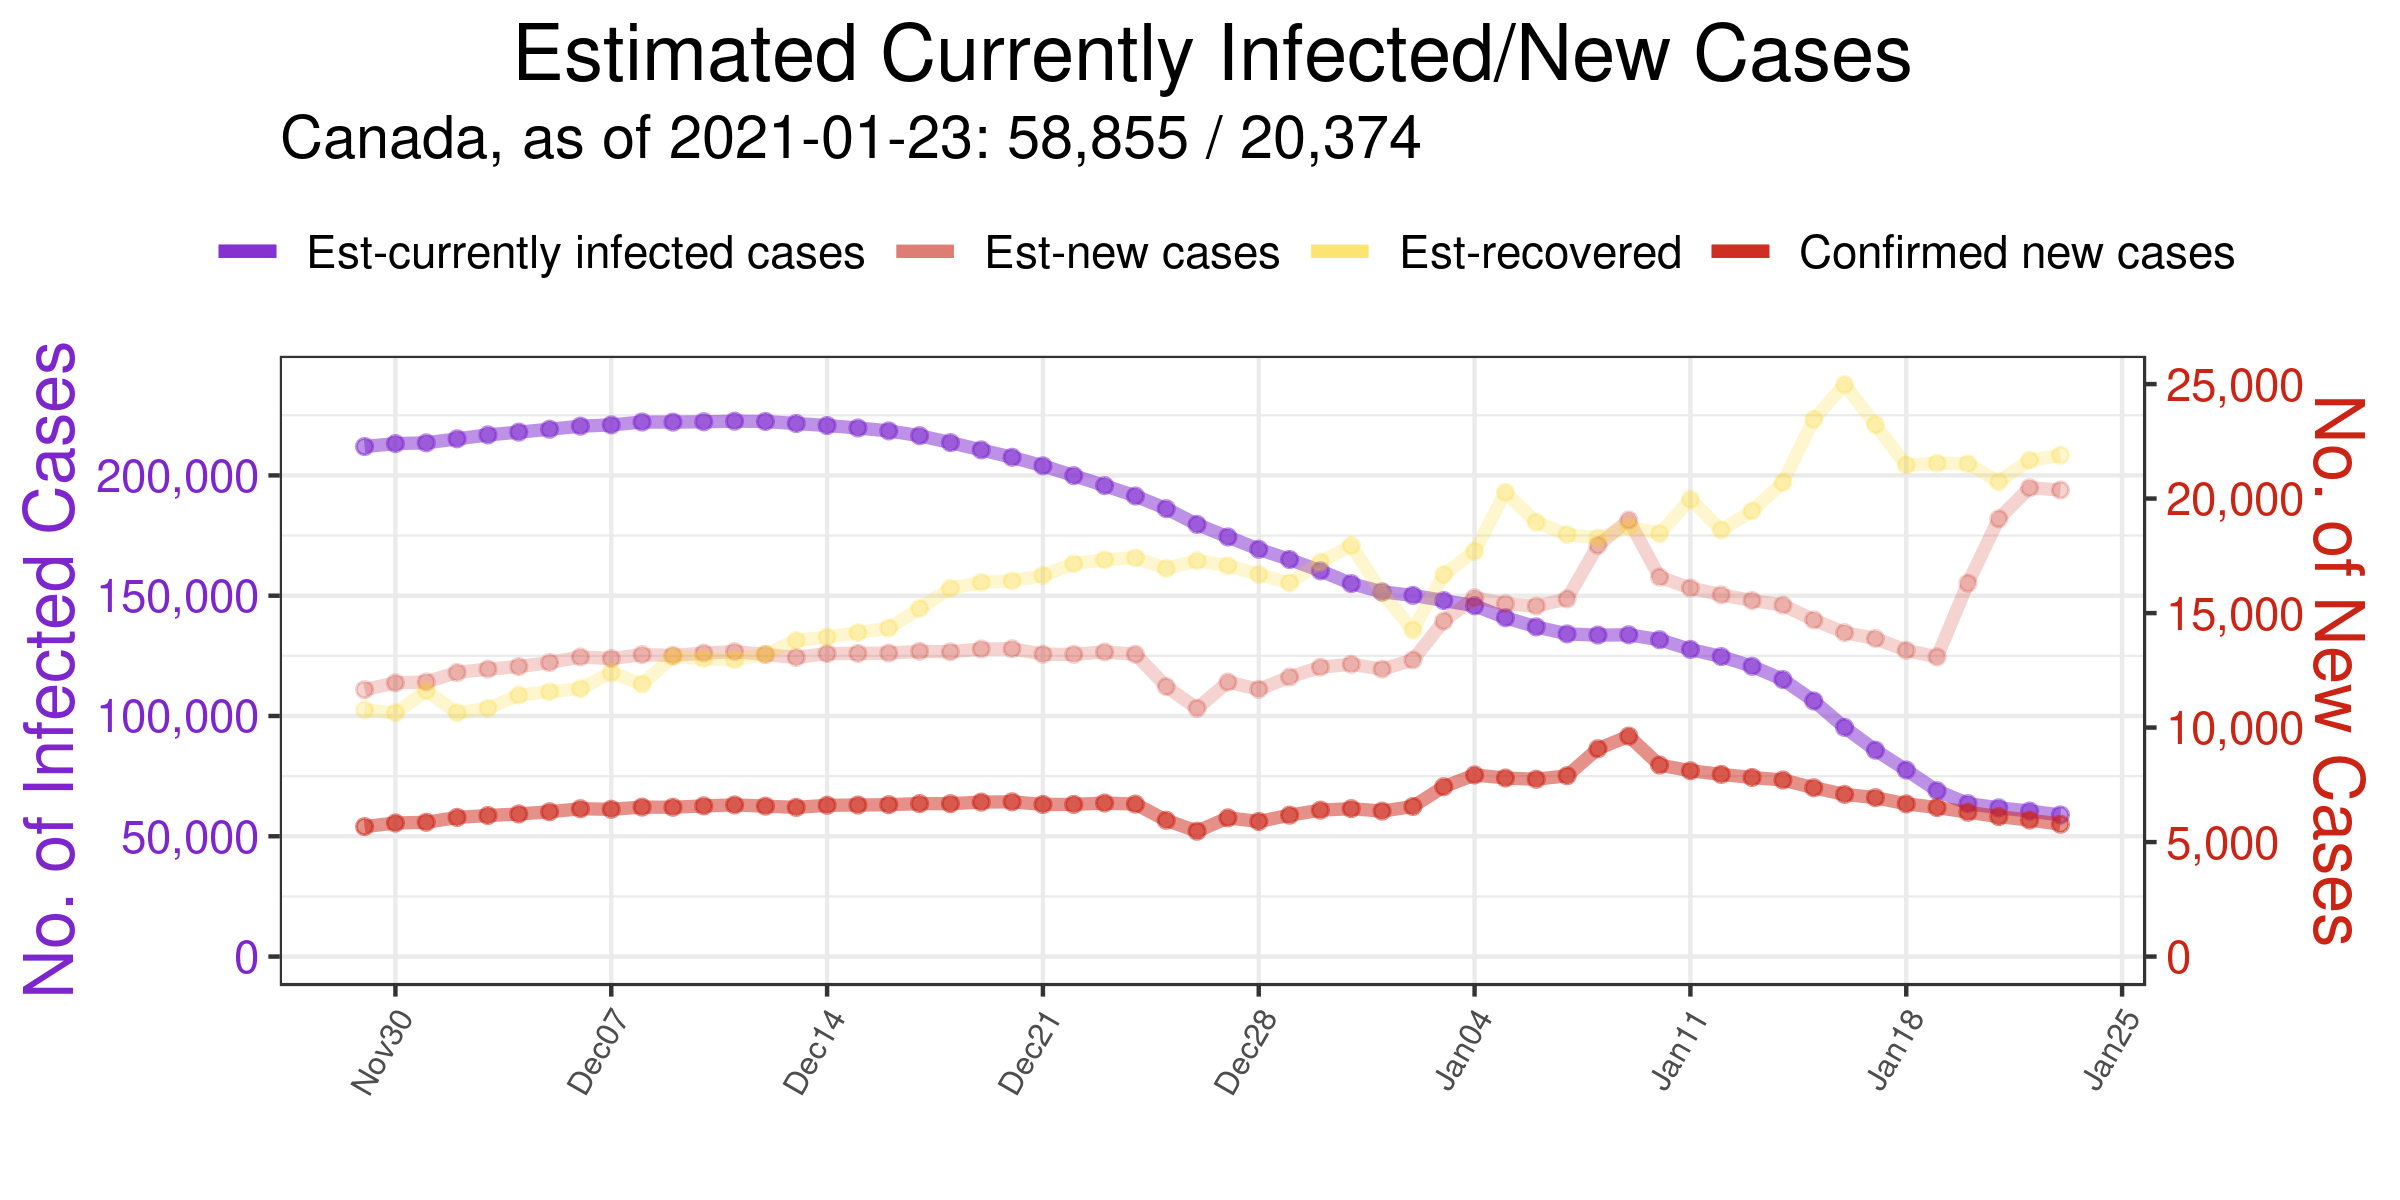 Estimated Currently Infected/New Cases
Canada, as of 2021-01-23: 58,855 / 20,374
Est-currently infected cases Est-new cases Est-recovered Confirmed new cases
No. of Infected Cases
200,000
150,000
100,000
50,000
0
25,000
20,000
15,000
10,000
5,000
0
No. of New Cases
Nov30 Dec07 Dec14 Dec21 Dec28 Jan04 Jan11 Jan18 Jan25